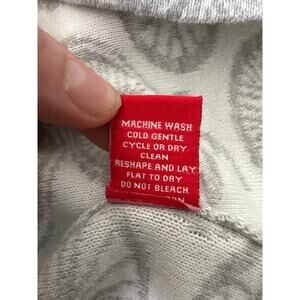 MACHINE WASH
COLD GENTLE
CYCLE OR DRY
CLEAN
RESHAPE AND LAY
FLAT TO DRY
DO NOT BLEACH